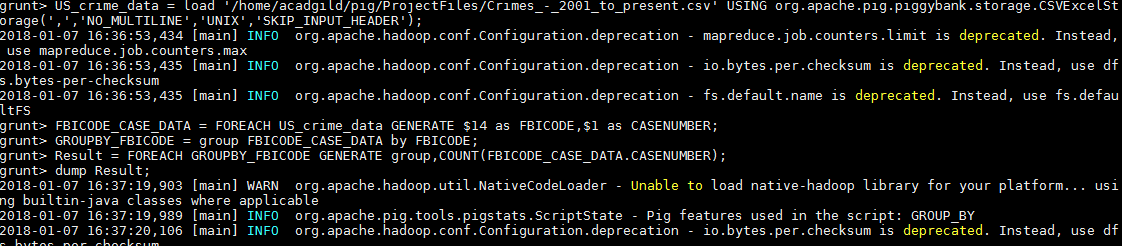 grunt> US_crime_data = load '/home/acadgild/pig/ProjectFiles/Crimes_-_2001_to_present.csv' USING org.apache.pig.piggybank.storage.CSVExcelSt
orage(',','NO_MULTILINE','UNIX','SKIP_INPUT_HEADER');
2018-01-07 16:36:53,434 [main] INFO  org.apache.hadoop.conf.Configuration.deprecation - mapreduce.job.counters.limit is deprecated. Instead,
 use mapreduce.job.counters.max
2018-01-07 16:36:53,435 [main] INFO  org.apache.hadoop.conf.Configuration.deprecation - io.bytes.per.checksum is deprecated. Instead, use df
s.bytes-per-checksum
2018-01-07 16:36:53,435 [main] INFO  org.apache.hadoop.conf.Configuration.deprecation - fs.default.name is deprecated. Instead, use fs.defau
ltFS
grunt> FBICODE_CASE_DATA = FOREACH US_crime_data GENERATE $14 as FBICODE,$1 as CASENUMBER;
grunt> GROUPBY_FBICODE = group FBICODE_CASE_DATA by FBICODE;
grunt> Result = FOREACH GROUPBY_FBICODE GENERATE group,COUNT(FBICODE_CASE_DATA.CASENUMBER);
grunt> dump Result;
2018-01-07 16:37:19,903 [main] WARN  org.apache.hadoop.util.NativeCodeLoader - Unable to load native-hadoop library for your platform... usi
ng builtin-java classes where applicable
2018-01-07 16:37:19,989 [main] INFO  org.apache.pig.tools.pigstats.ScriptState - Pig features used in the script: GROUP_BY
2018-01-07 16:37:20,106 [main] INFO  org.apache.hadoop.conf.Configuration.deprecation - io.bytes.per.checksum is deprecated. Instead, use df
s.bytes-per-checksum